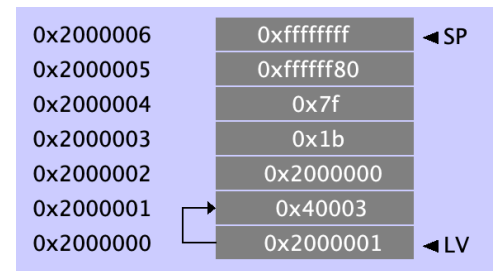 0x2000006 0xffffffff ◄SP
0x2000005 0xffffff80
0x2000004 0x7f
0x2000003 0x1b
0x2000002 0x2000000
0x2000001 0x40003
0x2000000 0x2000001 ◄LV